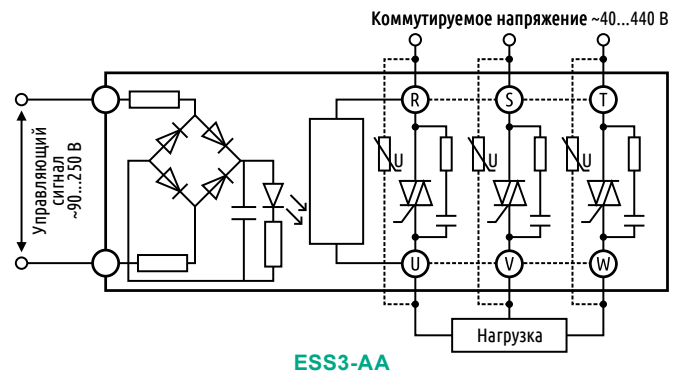 Коммутируемое напряжение ~40...440 В
R
S
T
U
U
U
Управляющий
сигнал
~90...250 В
U
V
W
Нагрузка
ESS3-AA